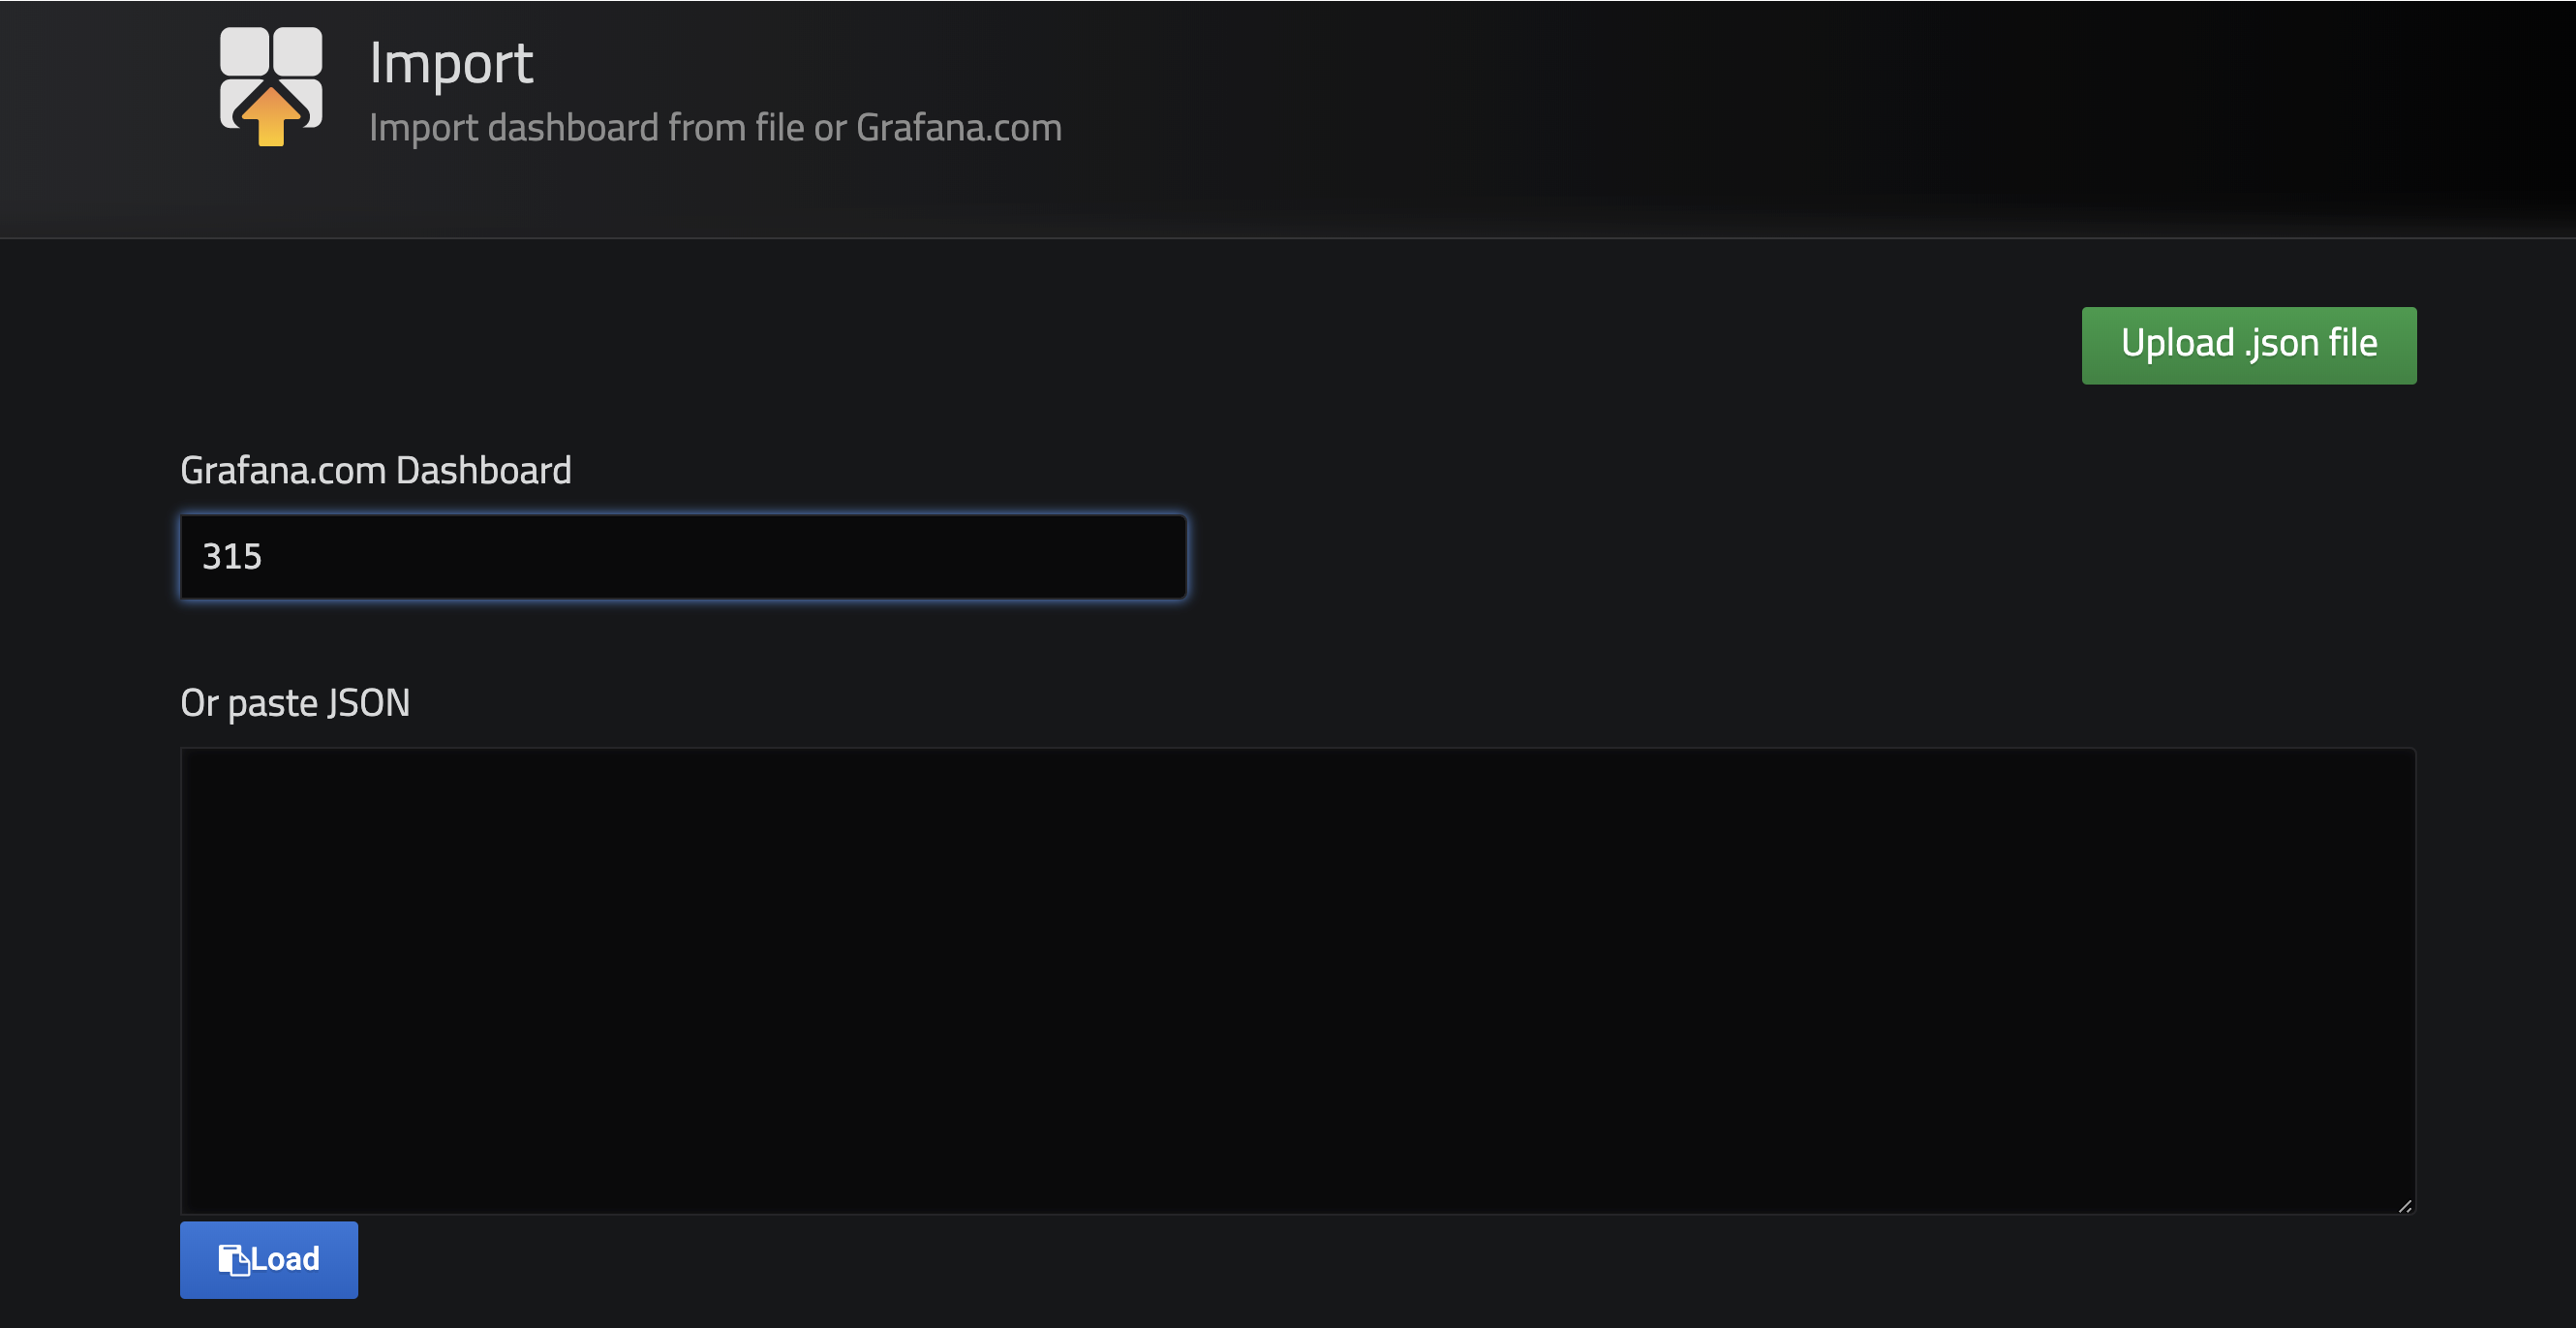 Import
Import dashboard from file or Grafana.com
Upload .json file
Grafana.com Dashboard
315
Or paste JSON
Load